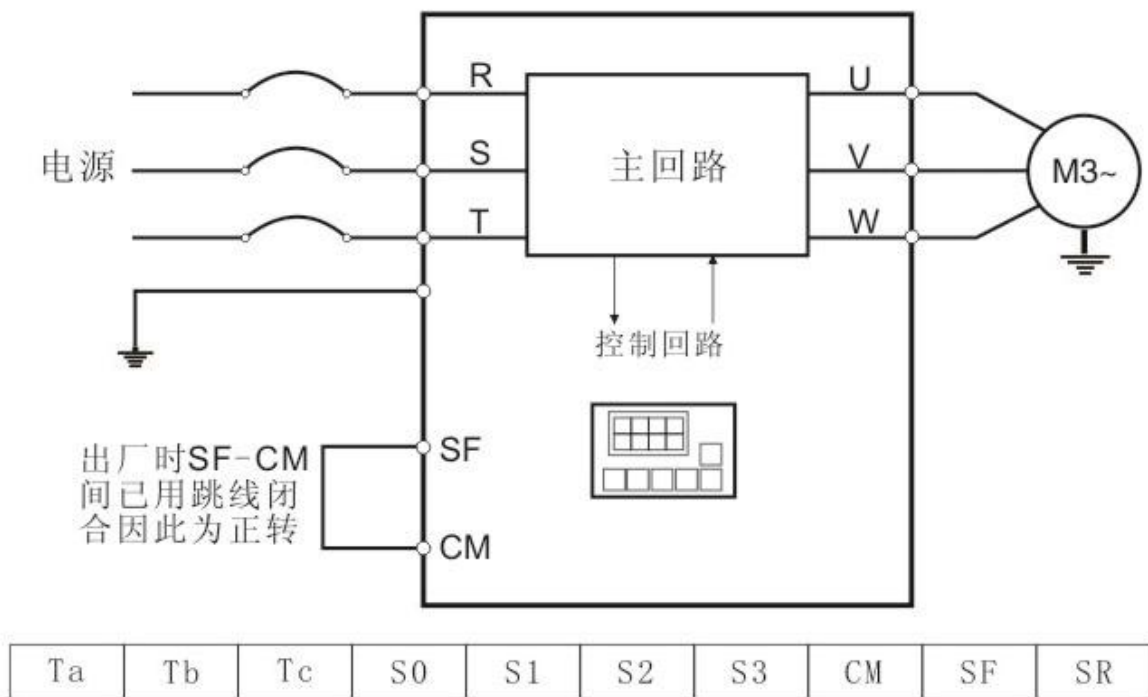 R
U
电源
S
主回路
V
M3~
T
W
控制回路
出厂时SF-CM
间已用跳线闭
合因此为正转
SF
CM
Ta Tb Tc S0 S1 S2 S3 CM SF SR